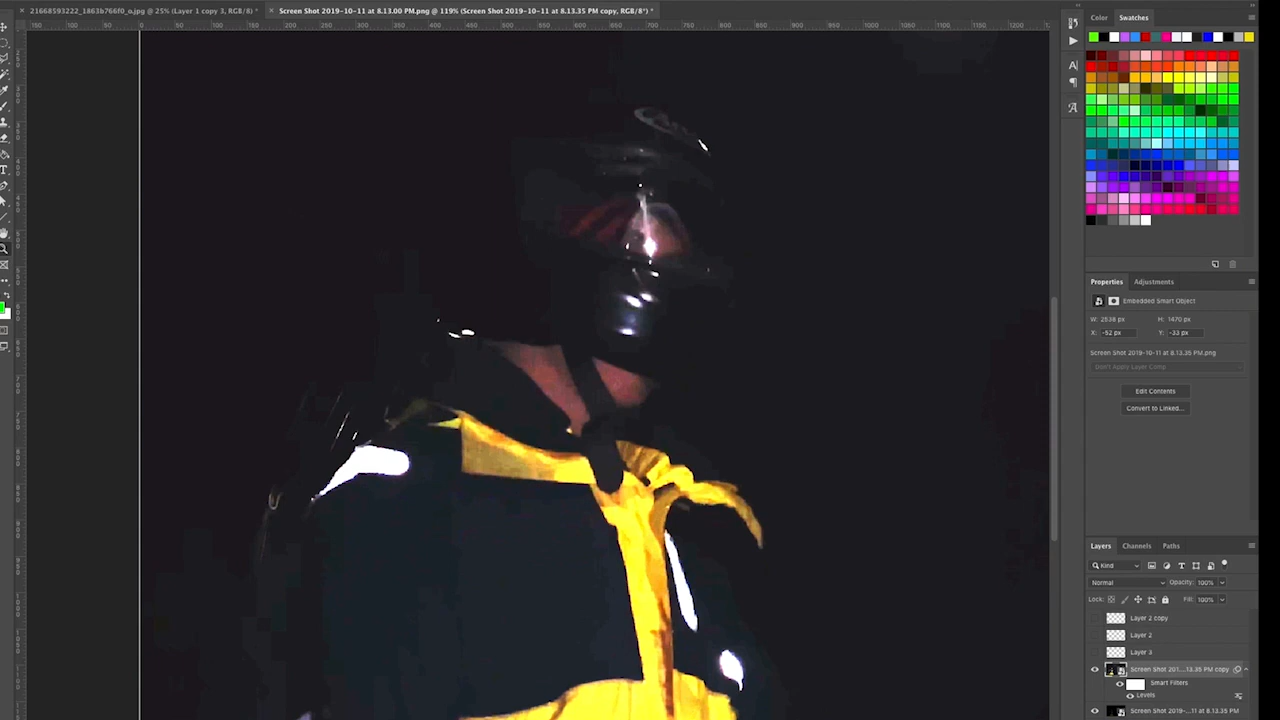 21668593222_1863b766f0_o.jpg @ 25% (Layer 1 copy 3, RGB/8) *
Screen Shot 2019-10-11 at 8.13.00 PM.png @ 119% (Screen Shot 2019-10-11 at 8.13.35 PM copy, RGB/8*) *
Color
Swatches
Properties
Adjustments
Embedded Smart Object
W: 2538 px
H: 1470 px
X: -52 px
Y: -33 px
Screen Shot 2019-10-11 at 8.13.35 PM.png
Don't Apply Layer Comp
Edit Contents
Convert to Linked...
Layers
Channels
Paths
Kind
Normal
Opacity: 100%
Lock:
Fill: 100%
Layer 2 copy
Layer 2
Layer 3
Screen Shot 201...13.35 PM copy
Smart Filters
Levels
Screen Shot 2019-...11 at 8.13.35 PM